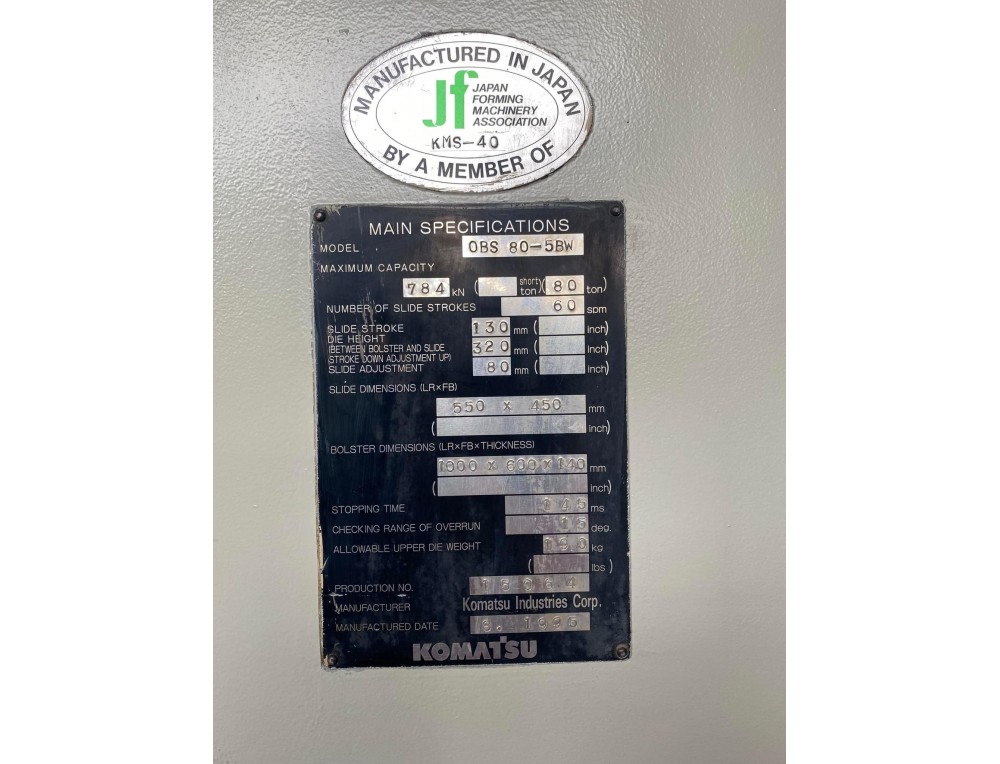 MANUFACTURED IN JAPAN
Jf JAPAN
FORMING
MACHINERY
ASSOCIATION
KMS-40
BY A MEMBER OF
MAIN SPECIFICATIONS
MODEL OBS 80-5BW
MAXIMUM CAPACITY
784 kN ( short ton)( 80 ton)
NUMBER OF SLIDE STROKES 60 spm
SLIDE STROKE 130 mm ( inch)
DIE HEIGHT
(BETWEEN BOLSTER AND SLIDE 320 mm ( inch)
STROKE DOWN ADJUSTMENT UP)
SLIDE ADJUSTMENT 80 mm ( inch)
SLIDE DIMENSIONS (LR×FB)
550 X 450 mm
( inch)
BOLSTER DIMENSIONS (LR×FB×THICKNESS)
1000 X 600 X 140 mm
( inch)
STOPPING TIME ms
CHECKING RANGE OF OVERRUN 15 deg.
ALLOWABLE UPPER DIE WEIGHT 190 kg
( lbs)
PRODUCTION NO.
MANUFACTURER Komatsu Industries Corp.
MANUFACTURED DATE 1995
KOMATSU